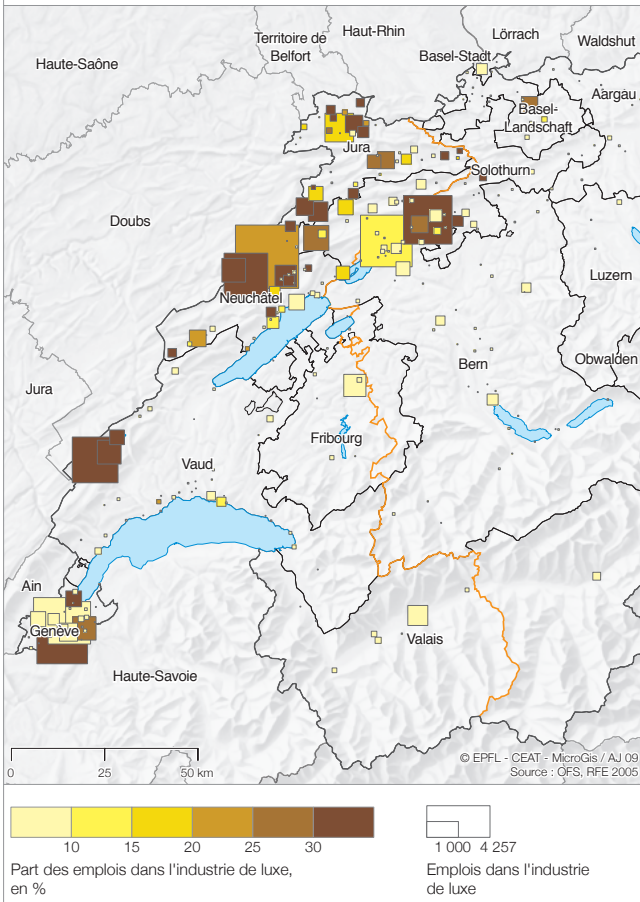 Haut-Rhin
Lörrach
Territoire de
Belfort
Waldshut
Basel-Stadt
Haute-Saône
Aargau
Basel-
Landschaft
Jura
Solothurn
Doubs
Luzern
Neuchâtel
Obwalden
Bern
Jura
Fribourg
Vaud
Ain
Genève
Valais
Haute-Savoie
© EPFL - CEAT - MicroGis / AJ 09
Source : OFS, RFE 2005
0 25 50 km
10 15 20 25 30
Part des emplois dans l'industrie de luxe,
en %
1 000 4 257
Emplois dans l'industrie
de luxe